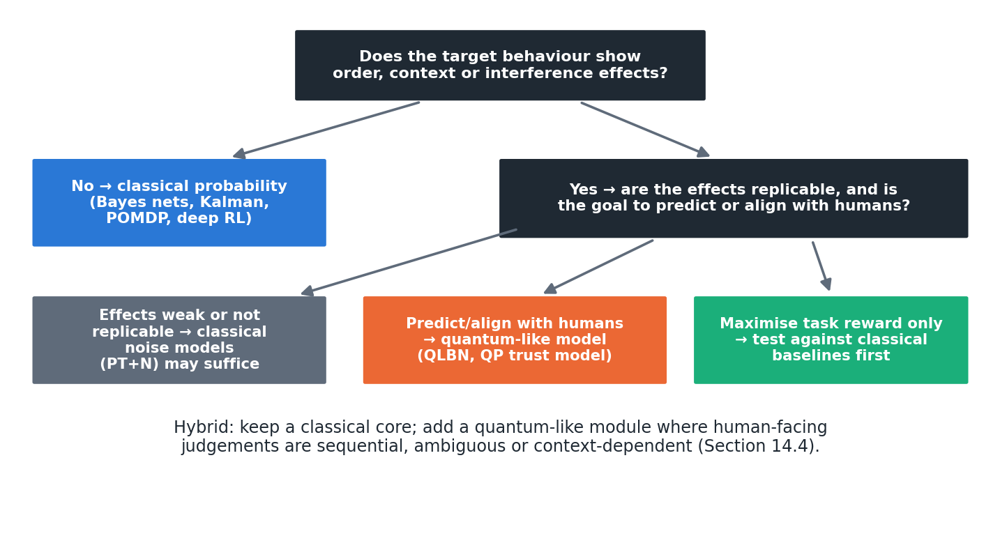 Does the target behaviour show
order, context or interference effects?
No → classical probability
(Bayes nets, Kalman,
POMDP, deep RL)
Yes → are the effects replicable, and is
the goal to predict or align with humans?
Effects weak or not
replicable → classical
noise models
(PT+N) may suffice
Predict/align with humans
→ quantum-like model
(QLBN, QP trust model)
Maximise task reward only
→ test against classical
baselines first
Hybrid: keep a classical core; add a quantum-like module where human-facing
judgements are sequential, ambiguous or context-dependent (Section 14.4).